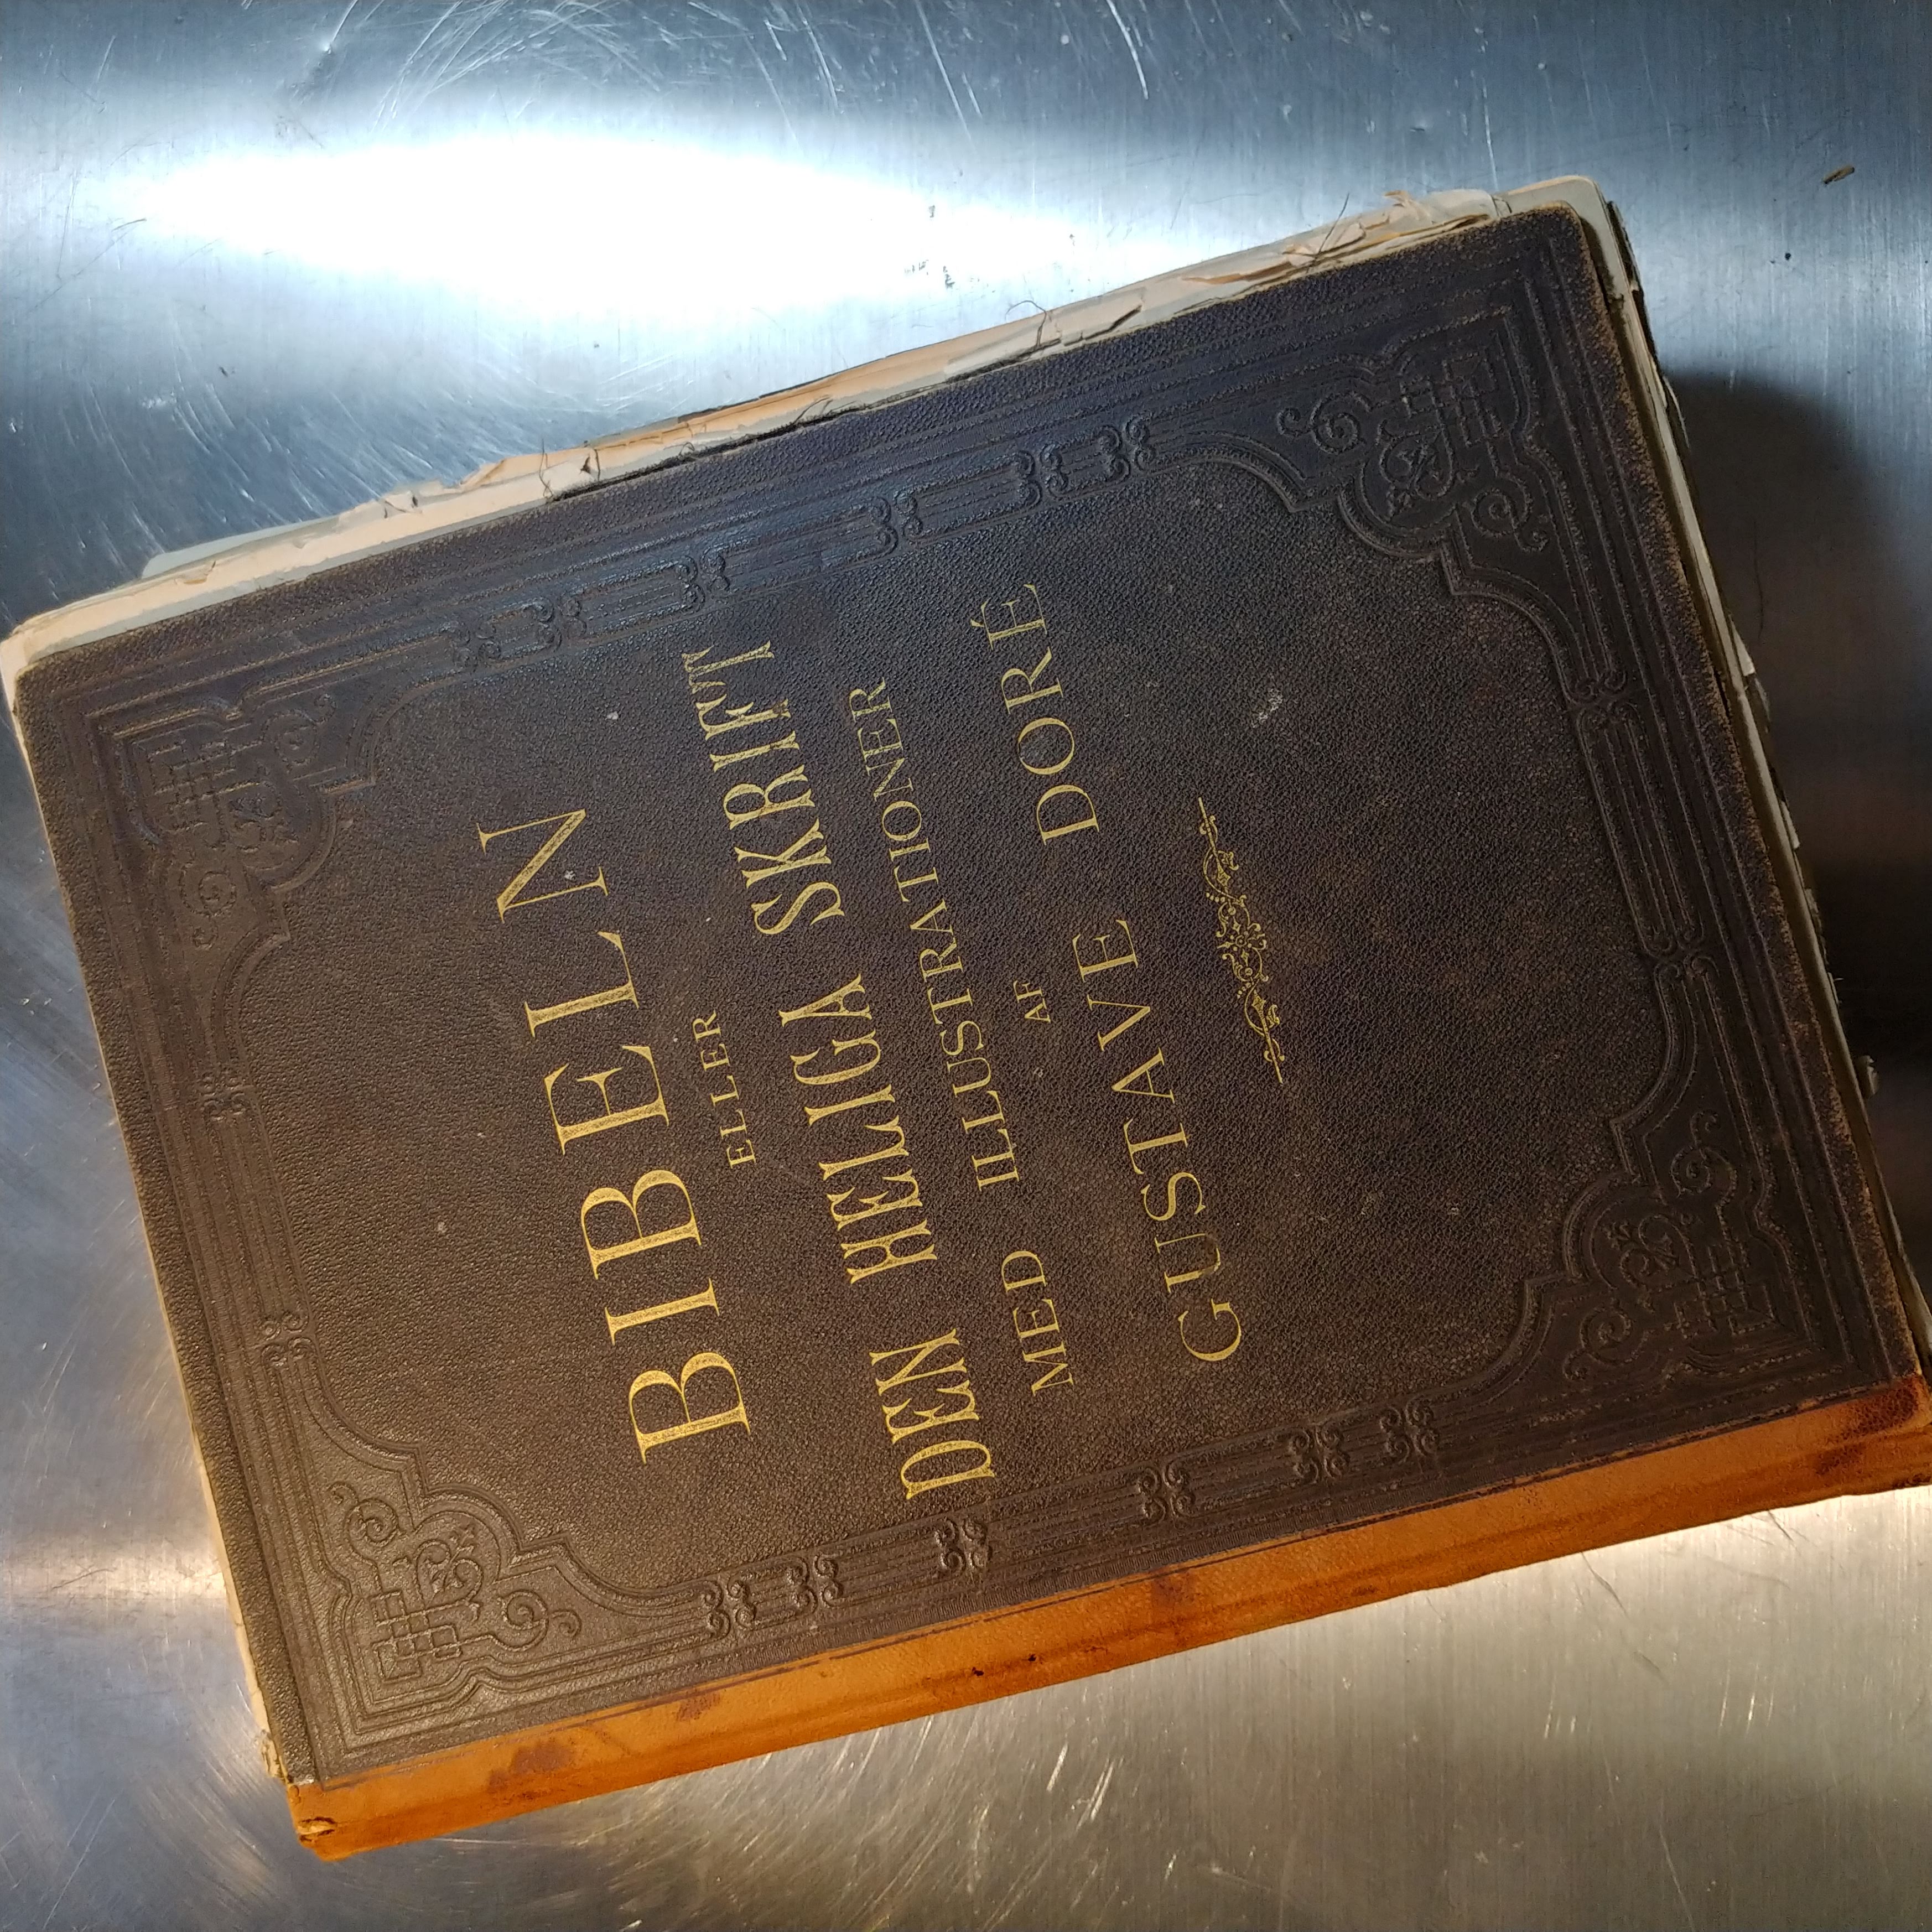 BIBELN
ELLER
DEN HELIGA SKRIFT
MED ILLUSTRATIONER
AF
GUSTAVE DORÉ